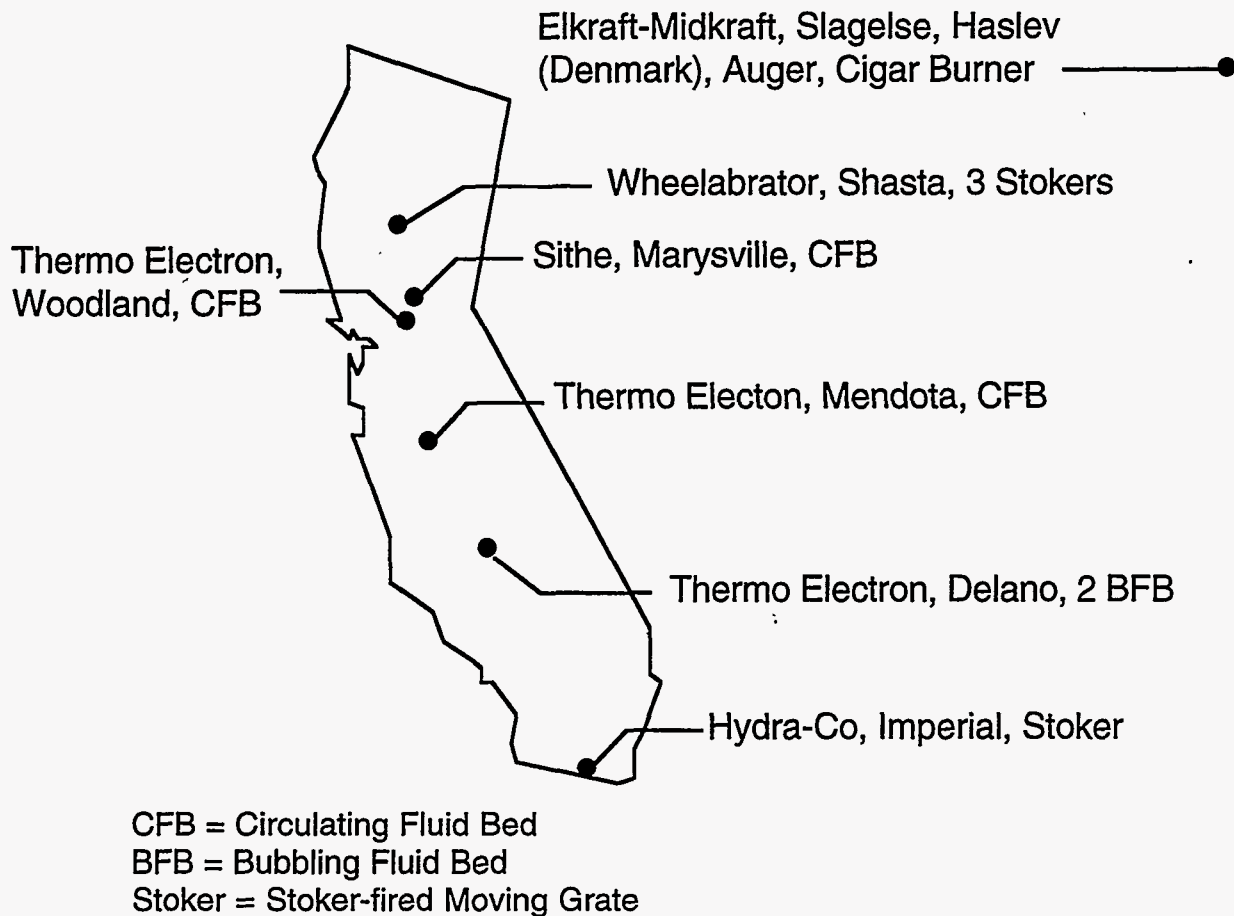 Elkraft-Midkraft, Slagelse, Haslev
(Denmark), Auger, Cigar Burner
Wheelabrator, Shasta, 3 Stokers
Sithe, Marysville, CFB
Thermo Electron,
Woodland, CFB
Thermo Electon, Mendota, CFB
Thermo Electron, Delano, 2 BFB
Hydra-Co, Imperial, Stoker
CFB = Circulating Fluid Bed
BFB = Bubbling Fluid Bed
Stoker = Stoker-fired Moving Grate